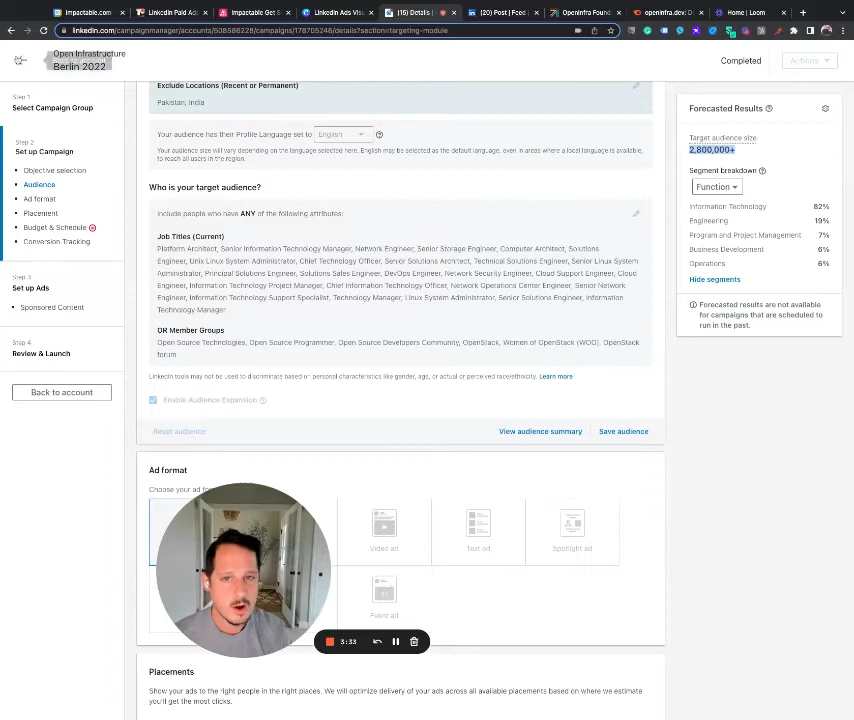 Impactable.com
LinkedIn Paid Ads
Impactable Get S
LinkedIn Ads Visu
(15) Details |
(20) Post | Feed |
OpenInfra Found
openinfra.dev: D
Home | Loom
linkedin.com/campaignmanager/accounts/508586228/campaigns/178705246/details?section=targeting-module
Open Infrastructure
Berlin 2022
Completed
Actions
Step 1
Select Campaign Group
Step 2
Set up Campaign
Objective selection
Audience
Ad format
Placement
Budget & Schedule
Conversion Tracking
Step 3
Set up Ads
Sponsored Content
Step 4
Review & Launch
Back to account
Exclude Locations (Recent or Permanent)
Pakistan, India
Your audience has their Profile Language set to English
Your audience size will vary depending on the language selected here. English may be selected as the default language, even in areas where a local language is available,
to reach all users in the region.
Who is your target audience?
Include people who have ANY of the following attributes:
Job Titles (Current)
Platform Architect, Senior Information Technology Manager, Network Engineer, Senior Storage Engineer, Computer Architect, Solutions
Engineer, Unix Linux System Administrator, Chief Technology Officer, Senior Solutions Architect, Technical Solutions Engineer, Senior Linux System
Administrator, Principal Solutions Engineer, Solutions Sales Engineer, DevOps Engineer, Network Security Engineer, Cloud Support Engineer, Cloud
Engineer, Information Technology Project Manager, Chief Information Technology Officer, Network Operations Center Engineer, Senior Network
Engineer, Information Technology Support Specialist, Technology Manager, Linux System Administrator, Senior Solutions Engineer, Information
Technology Manager
OR Member Groups
Open Source Technologies, Open Source Programmer, Open Source Developers Community, OpenStack, Women of OpenStack (WOO), OpenStack
forum
LinkedIn tools may not be used to discriminate based on personal characteristics like gender, age, or actual or perceived race/ethnicity. Learn more
Enable Audience Expansion
Reset audience
View audience summary
Save audience
Ad format
Choose your ad fo
Video ad
Text ad
Spotlight ad
Event ad
3:33
Placements
Show your ads to the right people in the right places. We will optimize delivery of your ads across all available placements based on where we estimate
you'll get the most clicks.
Forecasted Results
Target audience size
2,800,000+
Segment breakdown
Function
Information Technology 82%
Engineering 19%
Program and Project Management 7%
Business Development 6%
Operations 6%
Hide segments
Forecasted results are not available
for campaigns that are scheduled to
run in the past.